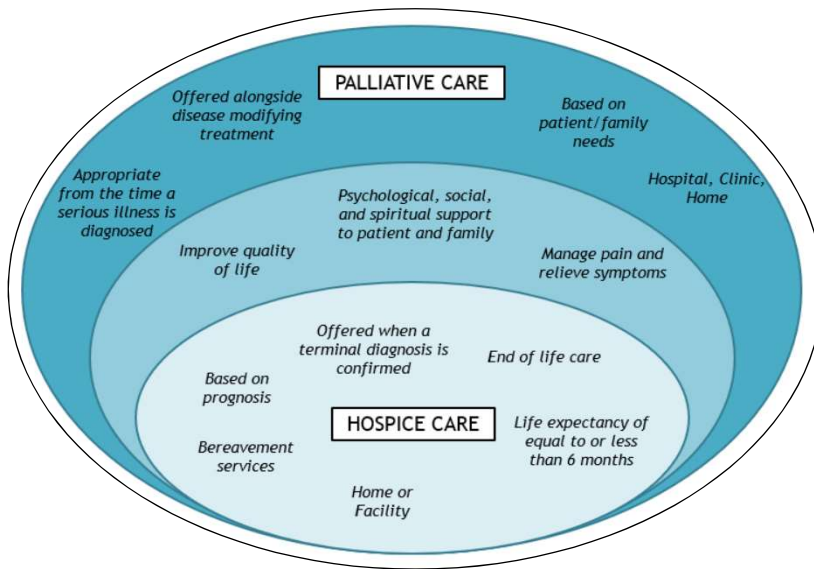 PALLIATIVE CARE
Offered alongside
disease modifying
treatment
Based on
patient/family
needs
Appropriate
from the time a
serious illness is
diagnosed
Hospital, Clinic,
Home
Psychological, social,
and spiritual support
to patient and family
Improve quality
of life
Manage pain and
relieve symptoms
Offered when a
terminal diagnosis is
confirmed
End of life care
Based on
prognosis
HOSPICE CARE
Life expectancy of
equal to or less
than 6 months
Bereavement
services
Home or
Facility